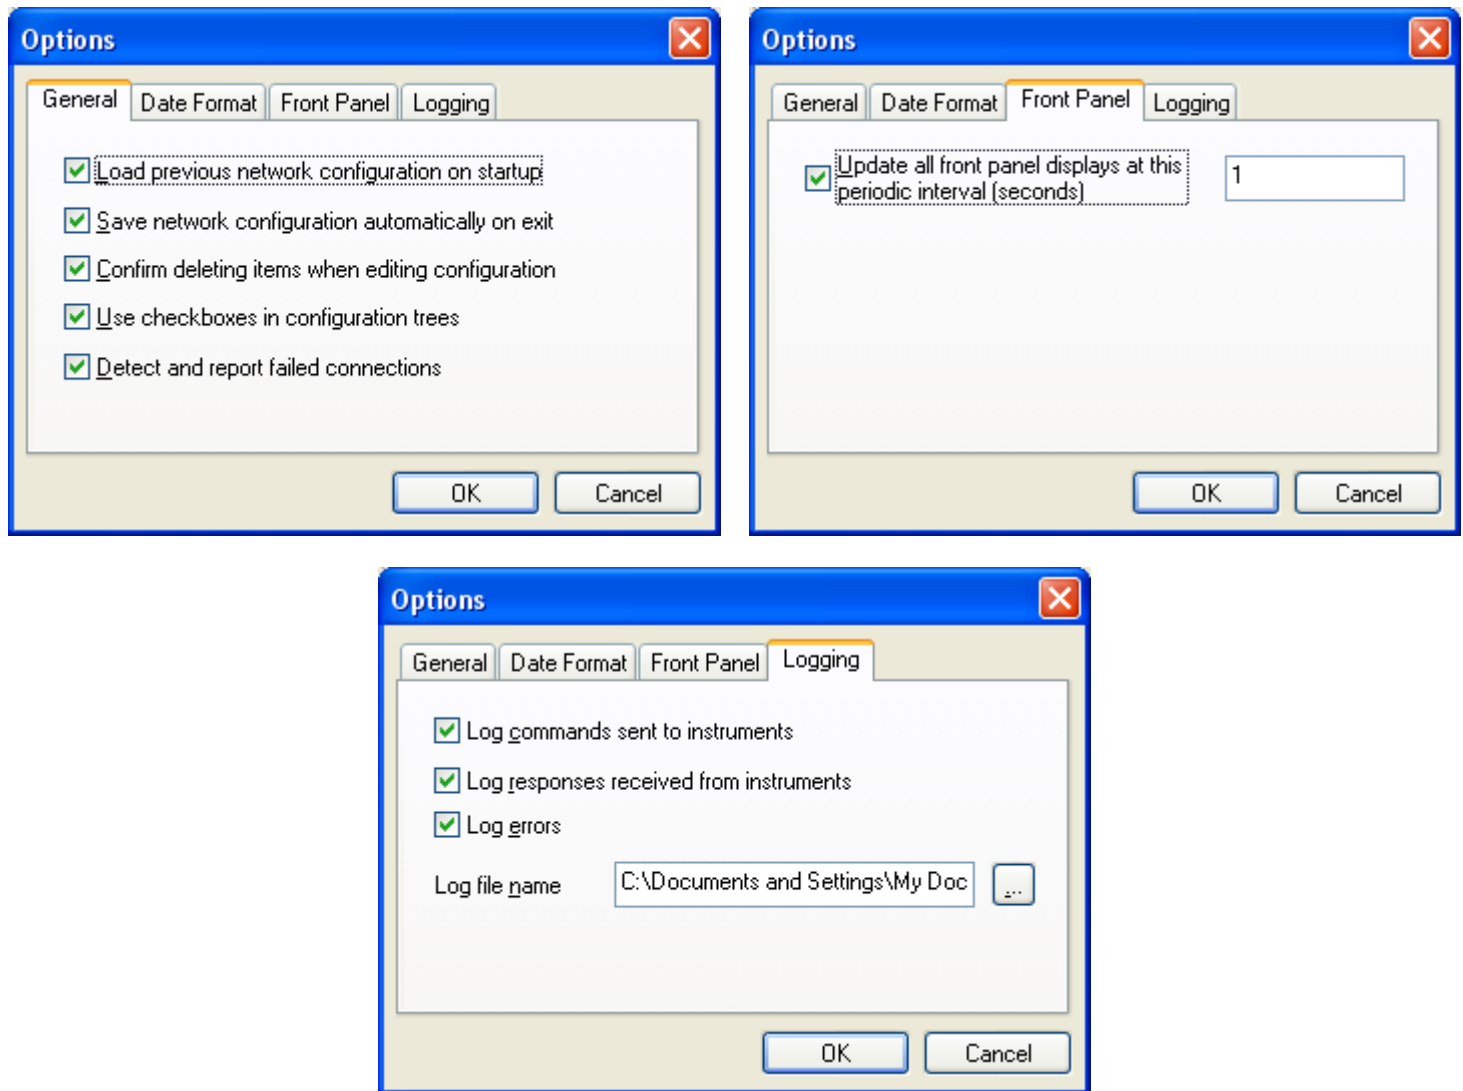 Options
General
Date Format
Front Panel
Logging
Load previous network configuration on startup
Save network configuration automatically on exit
Confirm deleting items when editing configuration
Use checkboxes in configuration trees
Detect and report failed connections
OK
Cancel
Options
General
Date Format
Front Panel
Logging
Update all front panel displays at this
periodic interval (seconds)
1
OK
Cancel
Options
General
Date Format
Front Panel
Logging
Log commands sent to instruments
Log responses received from instruments
Log errors
Log file name
C:\Documents and Settings\My Doc
...
OK
Cancel